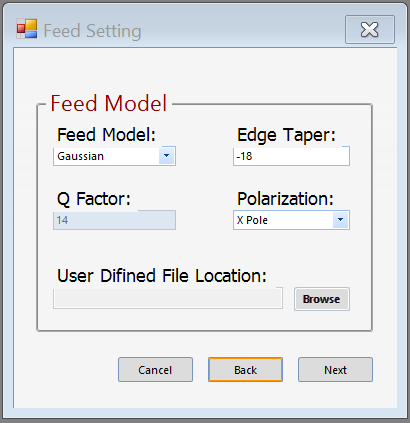 Feed Setting
Feed Model
Feed Model: Edge Taper:
Gaussian -18
Q Factor: Polarization:
14 X Pole
User Difined File Location:
Browse
Cancel Back Next